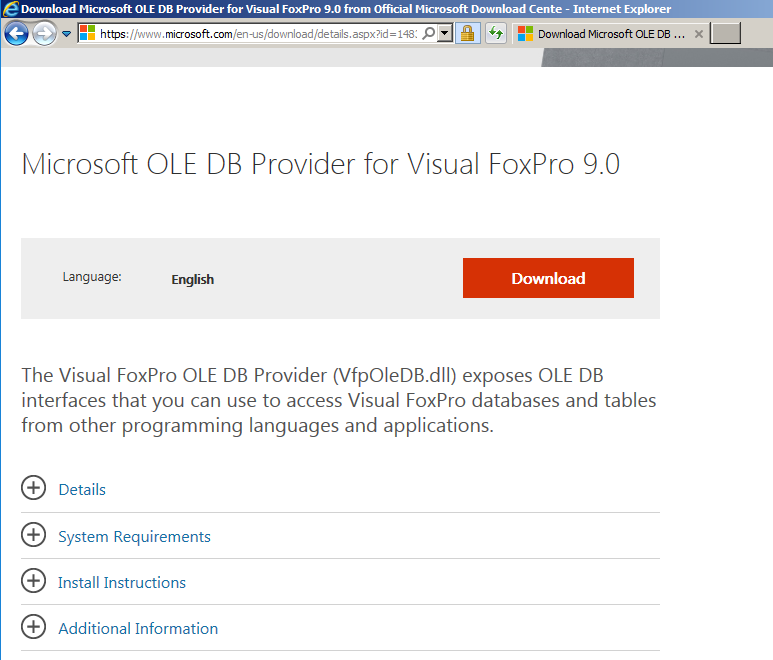 Download Microsoft OLE DB Provider for Visual FoxPro 9.0 from Official Microsoft Download Cente - Internet Explorer
https://www.microsoft.com/en-us/download/details.aspx?id=148
Download Microsoft OLE DB ...
Microsoft OLE DB Provider for Visual FoxPro 9.0
Language:
English
Download
The Visual FoxPro OLE DB Provider (VfpOleDB.dll) exposes OLE DB
interfaces that you can use to access Visual FoxPro databases and tables
from other programming languages and applications.
Details
System Requirements
Install Instructions
Additional Information